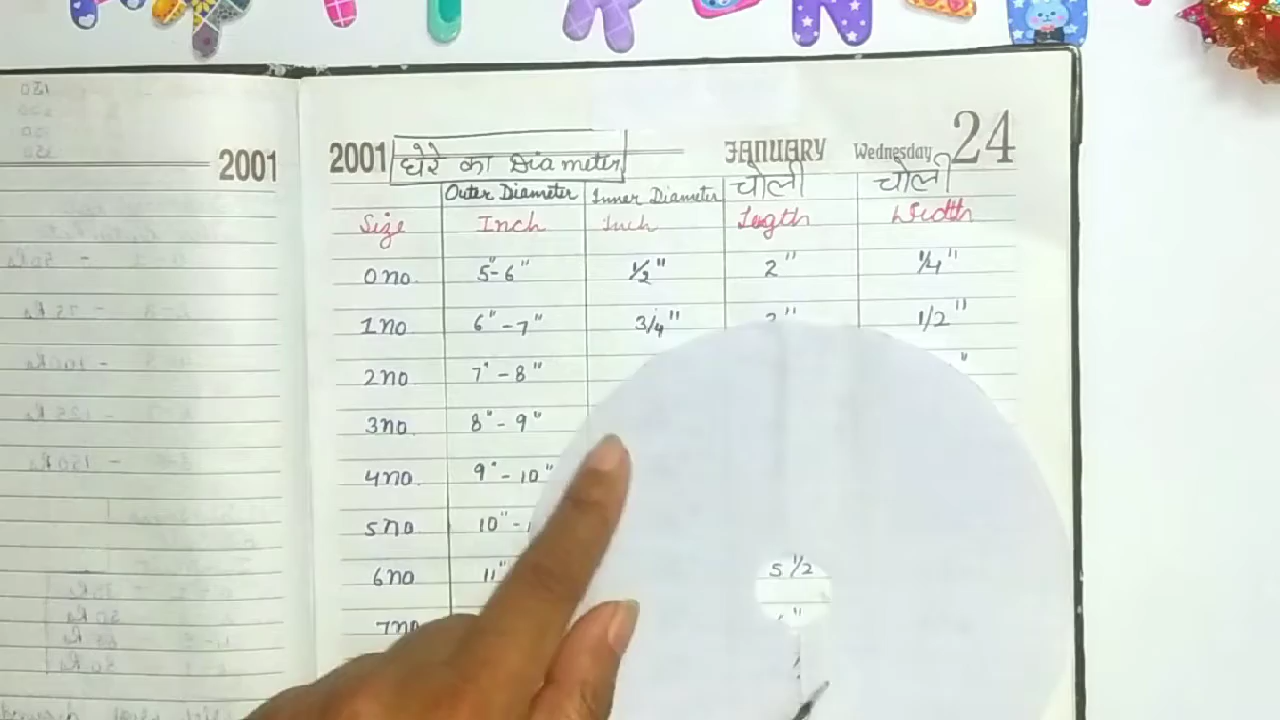 2001
2001 घेरे का Diameter JANUARY Wednesday 24
Outer Diameter Inner Diameter चोली चोली
Size Inch Inch Length Width
0 no. 5"-6" 1/2" 2" 1/4"
1 no 6"-7" 3/4" 1/2"
2 no 7"-8"
3 no 8"-9"
4 no 9"-10"
5 no 10"-
6 no 11" 5 1/2
7 no